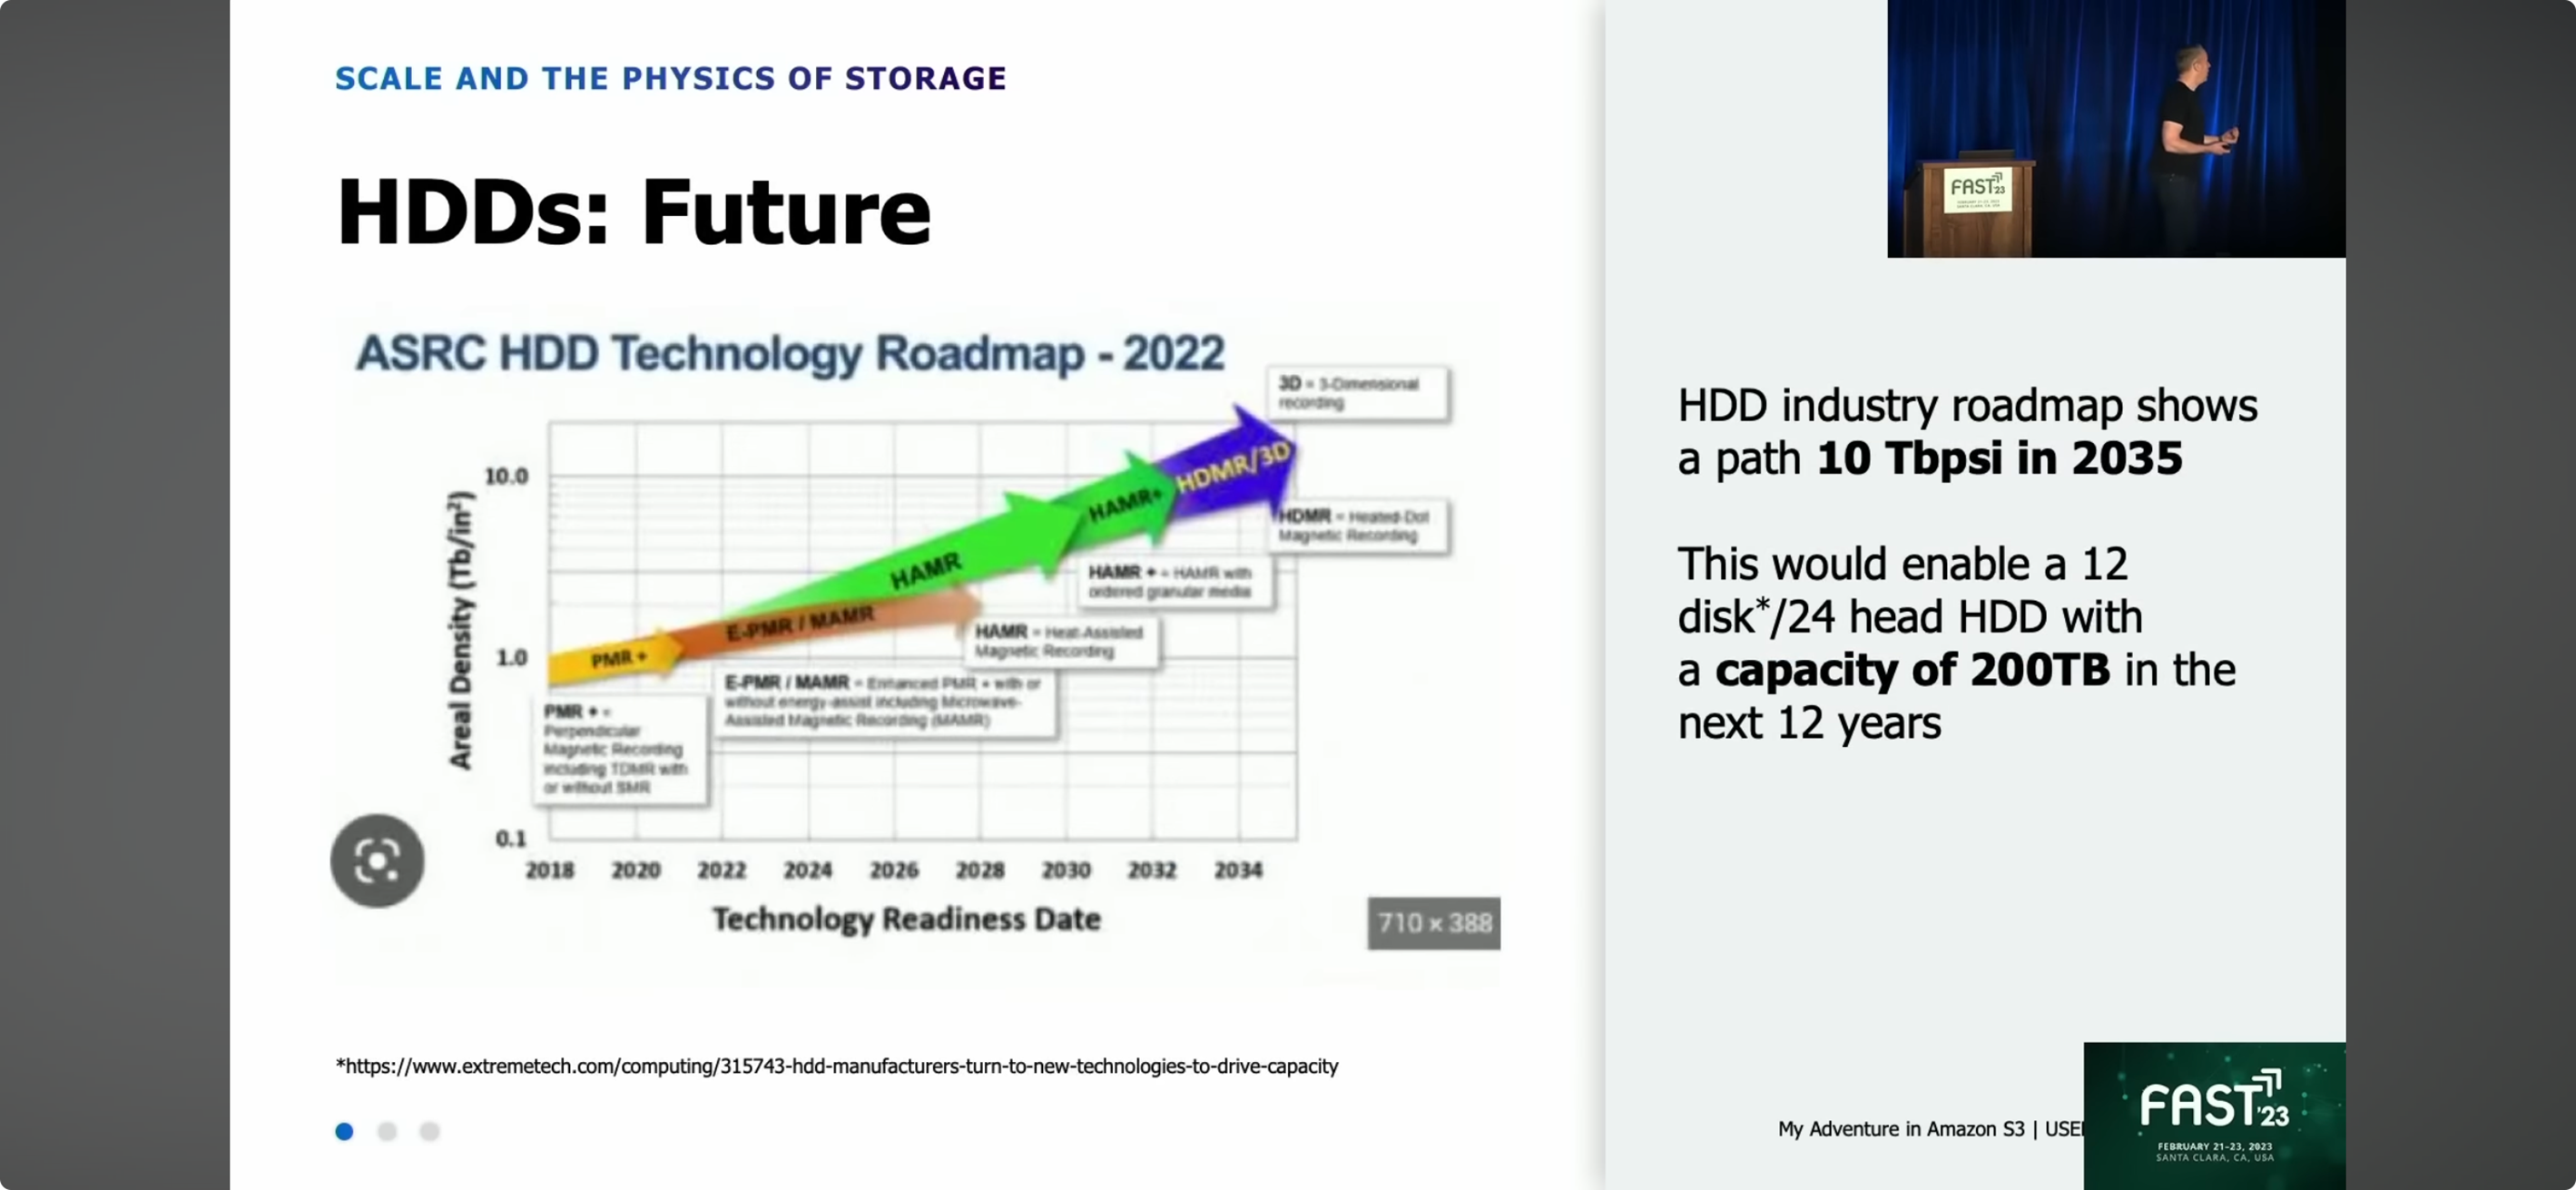 SCALE AND THE PHYSICS OF STORAGE
HDDs: Future
ASRC HDD Technology Roadmap - 2022
3D = 3-Dimensional
recording
10.0
1.0
0.1
Areal Density (Tb/in²)
HDMR/3D
HAMR+
HAMR
E-PMR / MAMR
PMR +
HDMR = Heated-Dot
Magnetic Recording
HAMR + = HAMR with
ordered granular media
HAMR = Heat-Assisted
Magnetic Recording
E-PMR / MAMR = Enhanced PMR + with or
without energy-assist including Microwave-
Assisted Magnetic Recording (MAMR)
PMR + =
Perpendicular
Magnetic Recording
including TDMR with
or without SMR
2018 2020 2022 2024 2026 2028 2030 2032 2034
Technology Readiness Date
710 x 388
*https://www.extremetech.com/computing/315743-hdd-manufacturers-turn-to-new-technologies-to-drive-capacity
FAST'23
HDD industry roadmap shows
a path 10 Tbpsi in 2035
This would enable a 12
disk*/24 head HDD with
a capacity of 200TB in the
next 12 years
My Adventure in Amazon S3 | USE
FAST'23
FEBRUARY 21-23, 2023
SANTA CLARA, CA, USA